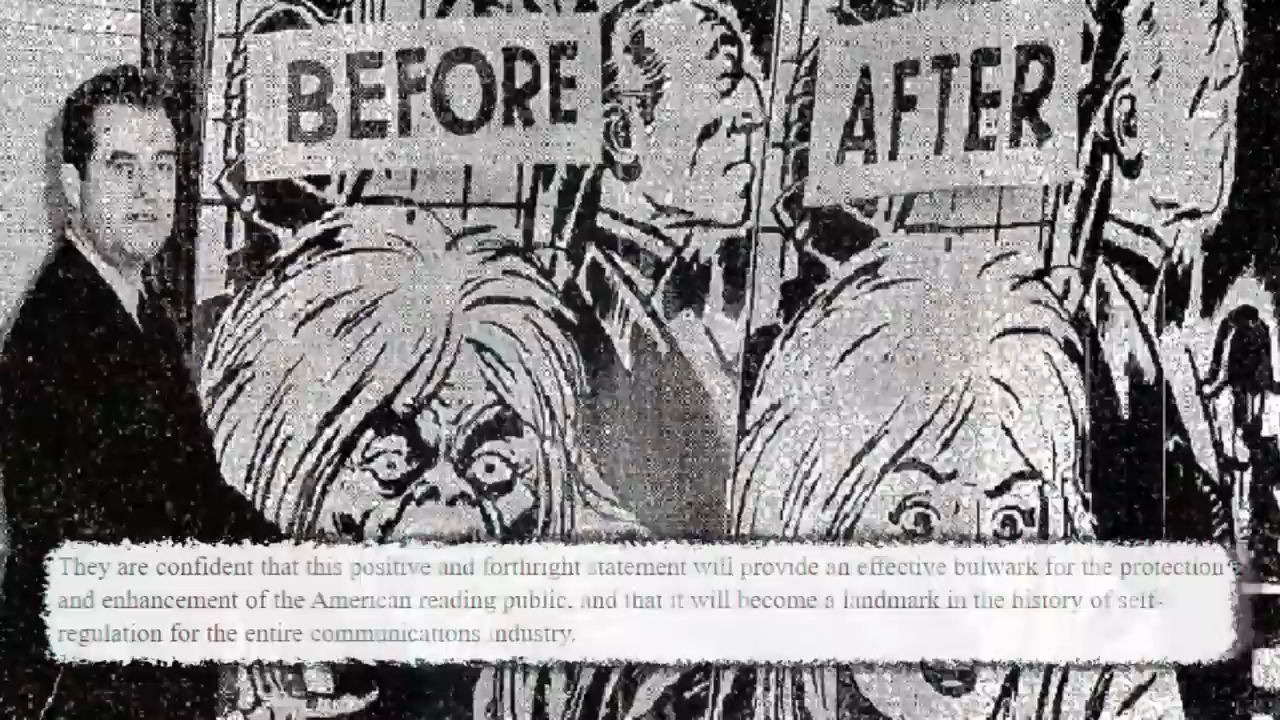 BEFORE
AFTER
They are confident that this positive and forthright statement will provide an effective bulwark for the protection
and enhancement of the American reading public, and that it will become a landmark in the history of self-
regulation for the entire communications industry.